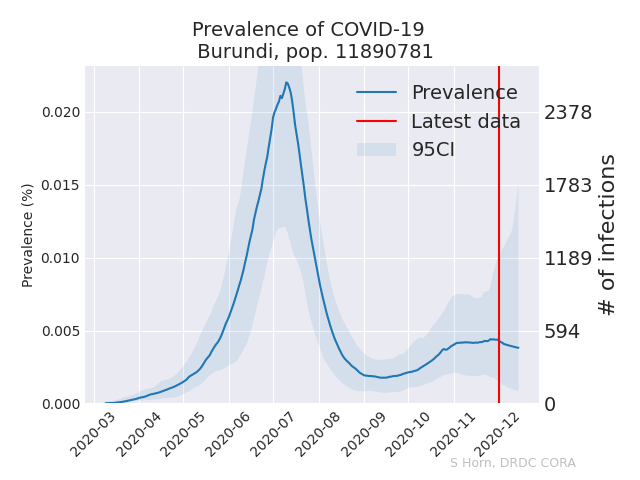 Prevalence of COVID-19
Burundi, pop. 11890781
Prevalence
Latest data
95CI
0.020
0.015
0.010
0.005
0.000
Prevalence (%)
2378
1783
1189
594
0
# of infections
2020-03
2020-04
2020-05
2020-06
2020-07
2020-08
2020-09
2020-10
2020-11
2020-12
S Horn, DRDC CORA